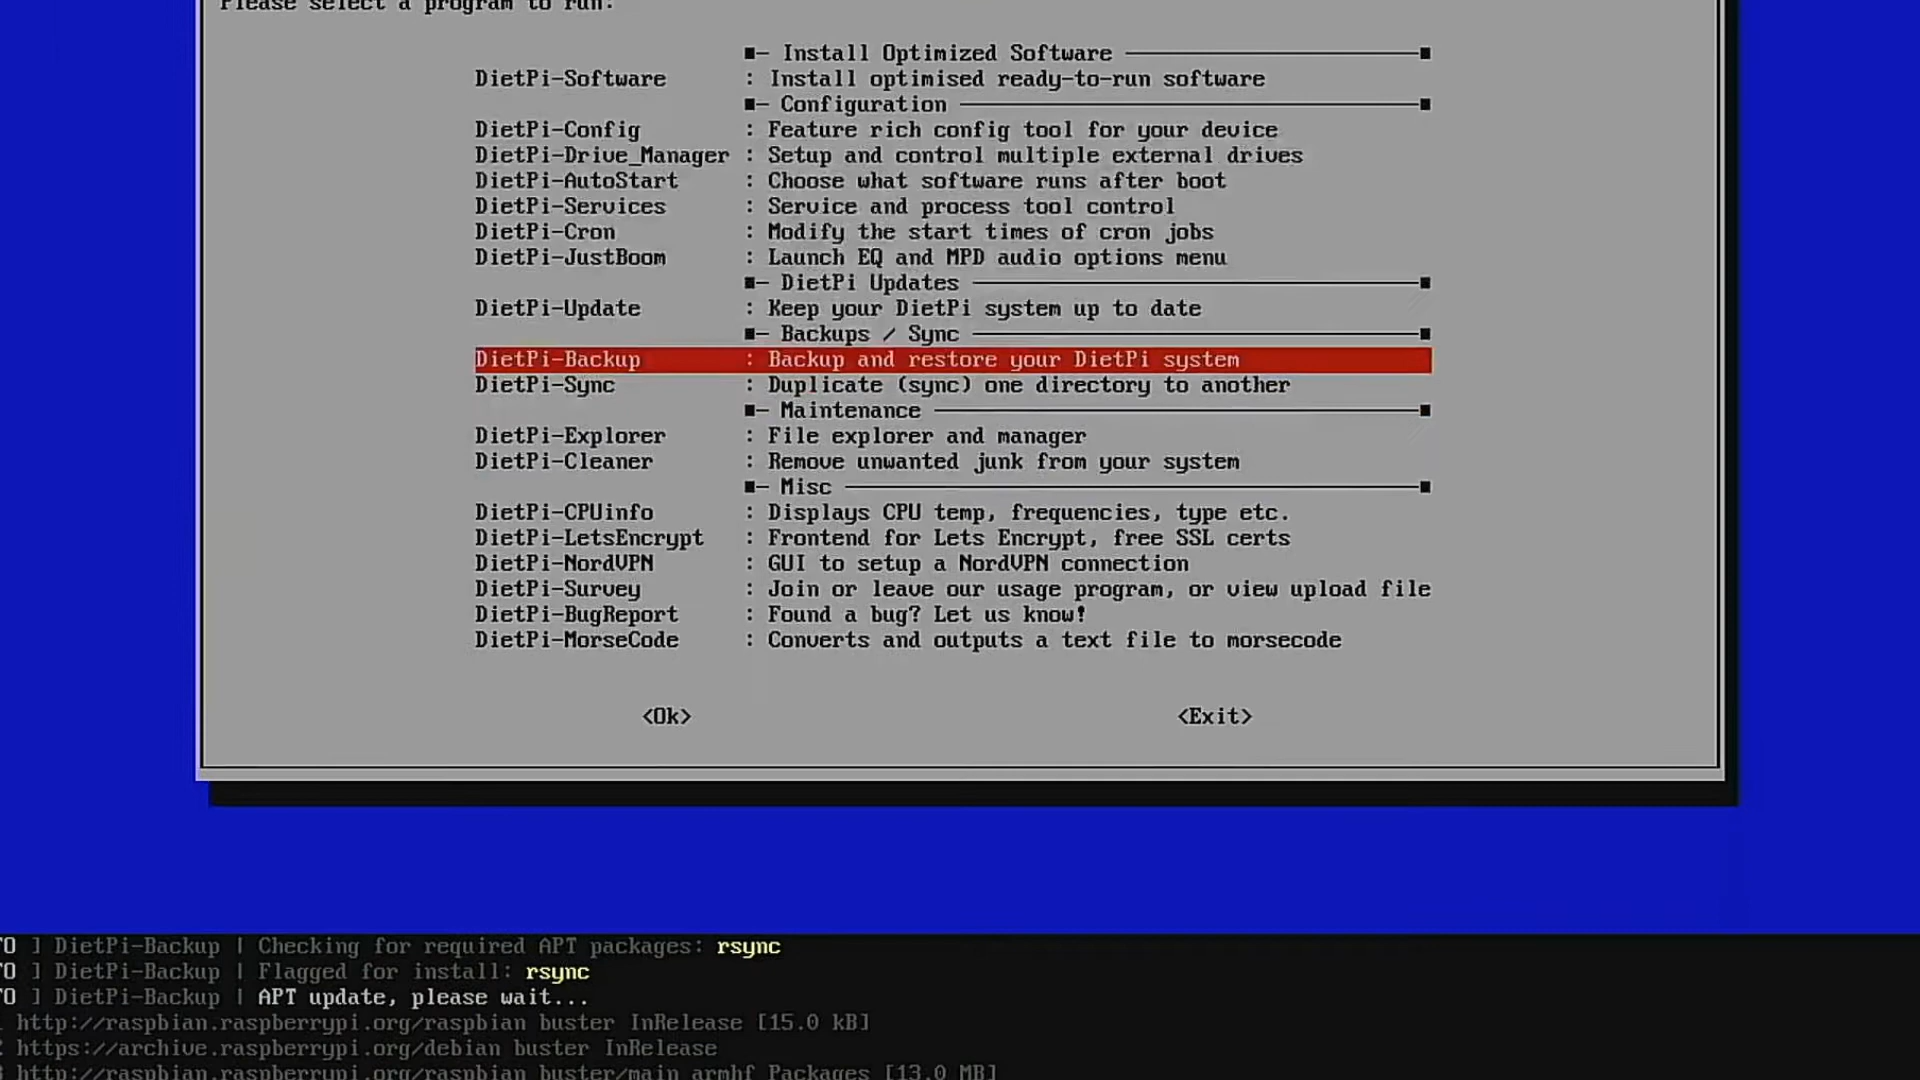 Please select a program to run:
■─ Install Optimized Software ─■
DietPi-Software : Install optimised ready-to-run software
■─ Configuration ─■
DietPi-Config : Feature rich config tool for your device
DietPi-Drive_Manager : Setup and control multiple external drives
DietPi-AutoStart : Choose what software runs after boot
DietPi-Services : Service and process tool control
DietPi-Cron : Modify the start times of cron jobs
DietPi-JustBoom : Launch EQ and MPD audio options menu
■─ DietPi Updates ─■
DietPi-Update : Keep your DietPi system up to date
■─ Backups / Sync ─■
DietPi-Backup : Backup and restore your DietPi system
DietPi-Sync : Duplicate (sync) one directory to another
■─ Maintenance ─■
DietPi-Explorer : File explorer and manager
DietPi-Cleaner : Remove unwanted junk from your system
■─ Misc ─■
DietPi-CPUinfo : Displays CPU temp, frequencies, type etc.
DietPi-LetsEncrypt : Frontend for Lets Encrypt, free SSL certs
DietPi-NordVPN : GUI to setup a NordVPN connection
DietPi-Survey : Join or leave our usage program, or view upload file
DietPi-BugReport : Found a bug? Let us know!
DietPi-MorseCode : Converts and outputs a text file to morsecode
<Ok> <Exit>
] DietPi-Backup | Checking for required APT packages: rsync
] DietPi-Backup | Flagged for install: rsync
] DietPi-Backup | APT update, please wait...
http://raspbian.raspberrypi.org/raspbian buster InRelease [15.0 kB]
https://archive.raspberrypi.org/debian buster InRelease
http://raspbian.raspberrypi.org/raspbian buster/main armhf Packages [13.0 MB]